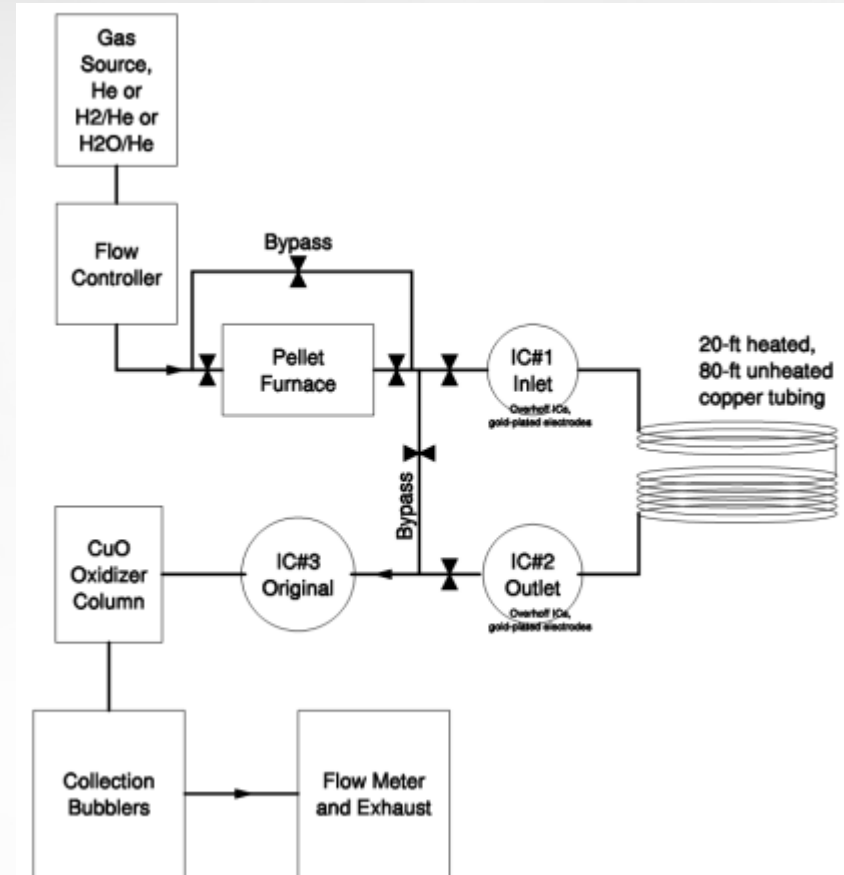 Gas
Source,
He or
H2/He or
H2O/He
Flow
Controller
Bypass
Pellet
Furnace
IC#1
Inlet
Overhoff ICs,
gold-plated electrodes
20-ft heated,
80-ft unheated
copper tubing
Bypass
CuO
Oxidizer
Column
IC#3
Original
IC#2
Outlet
Overhoff ICs,
gold-plated electrodes
Collection
Bubblers
Flow Meter
and Exhaust